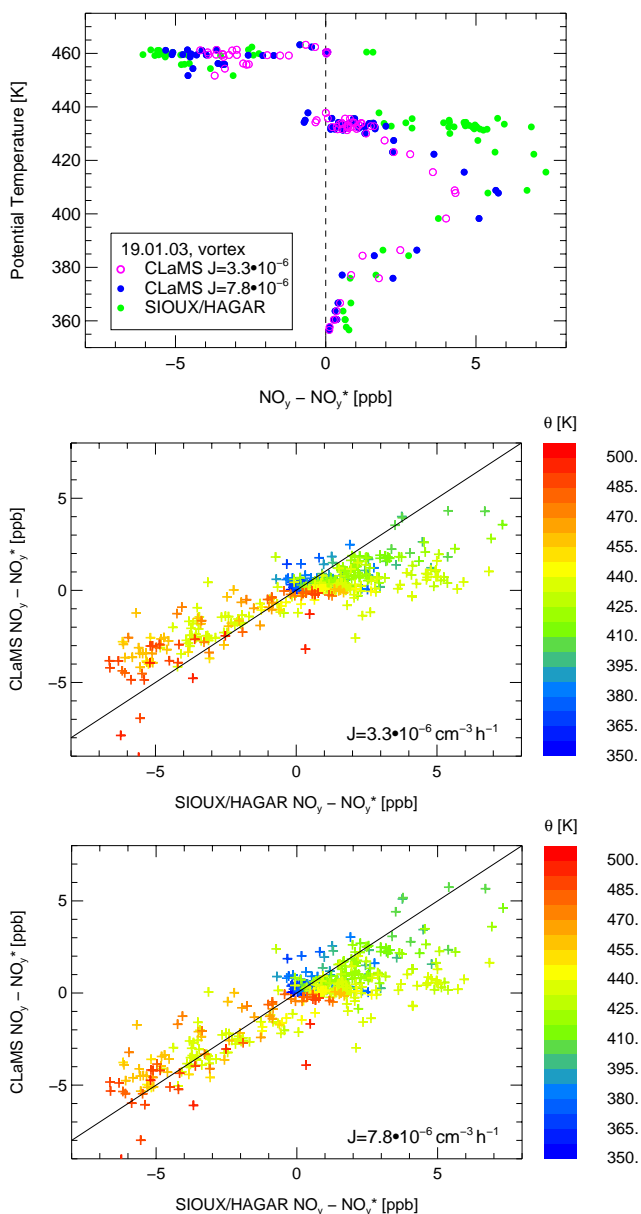 460
440
420
400
380
360
Potential Temperature [K]
19.01.03, vortex
CLaMS J=3.3•10⁻⁶
CLaMS J=7.8•10⁻⁶
SIOUX/HAGAR
−5 0 5
NOy − NOy* [ppb]
θ [K]
5
0
−5
CLaMS NOy − NOy* [ppb]
J=3.3•10⁻⁶ cm⁻³ h⁻¹
−5 0 5
SIOUX/HAGAR NOy − NOy* [ppb]
500.
485.
470.
455.
440.
425.
410.
395.
380.
365.
350.
θ [K]
5
0
−5
CLaMS NOy − NOy* [ppb]
J=7.8•10⁻⁶ cm⁻³ h⁻¹
−5 0 5
SIOUX/HAGAR NOy − NOy* [ppb]
500.
485.
470.
455.
440.
425.
410.
395.
380.
365.
350.